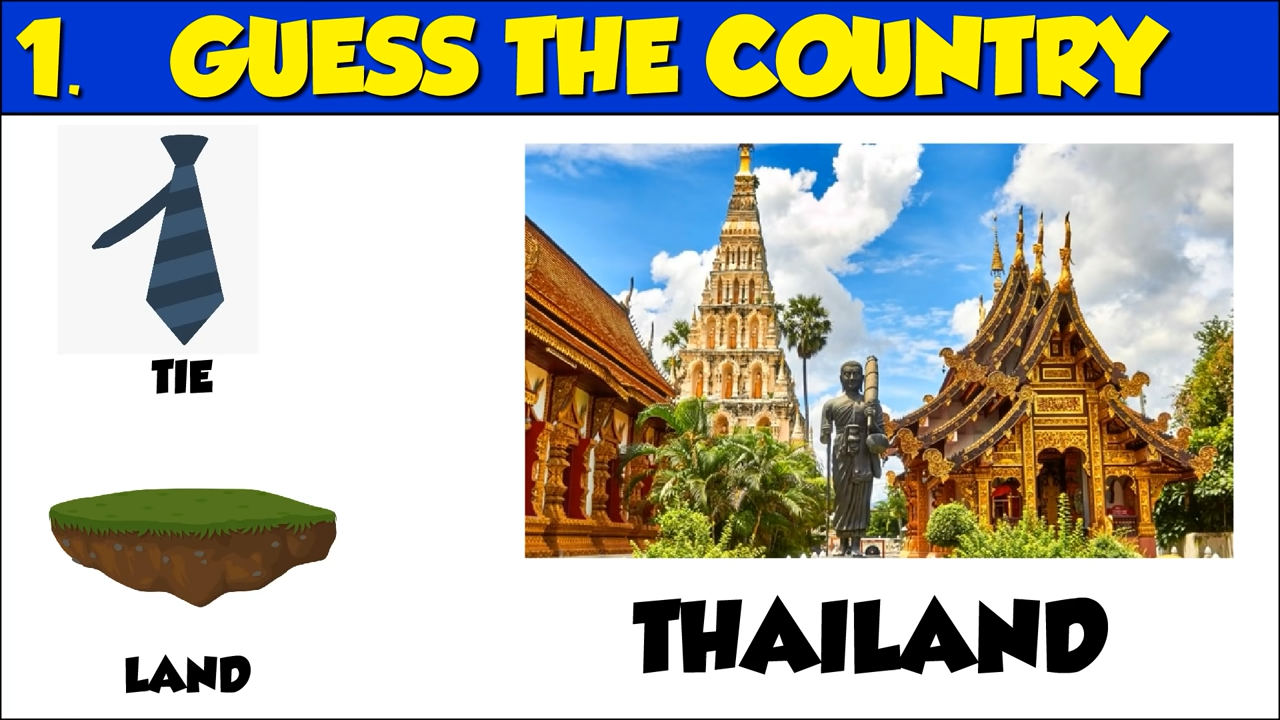 1. GUESS THE COUNTRY
TIE
LAND
THAILAND